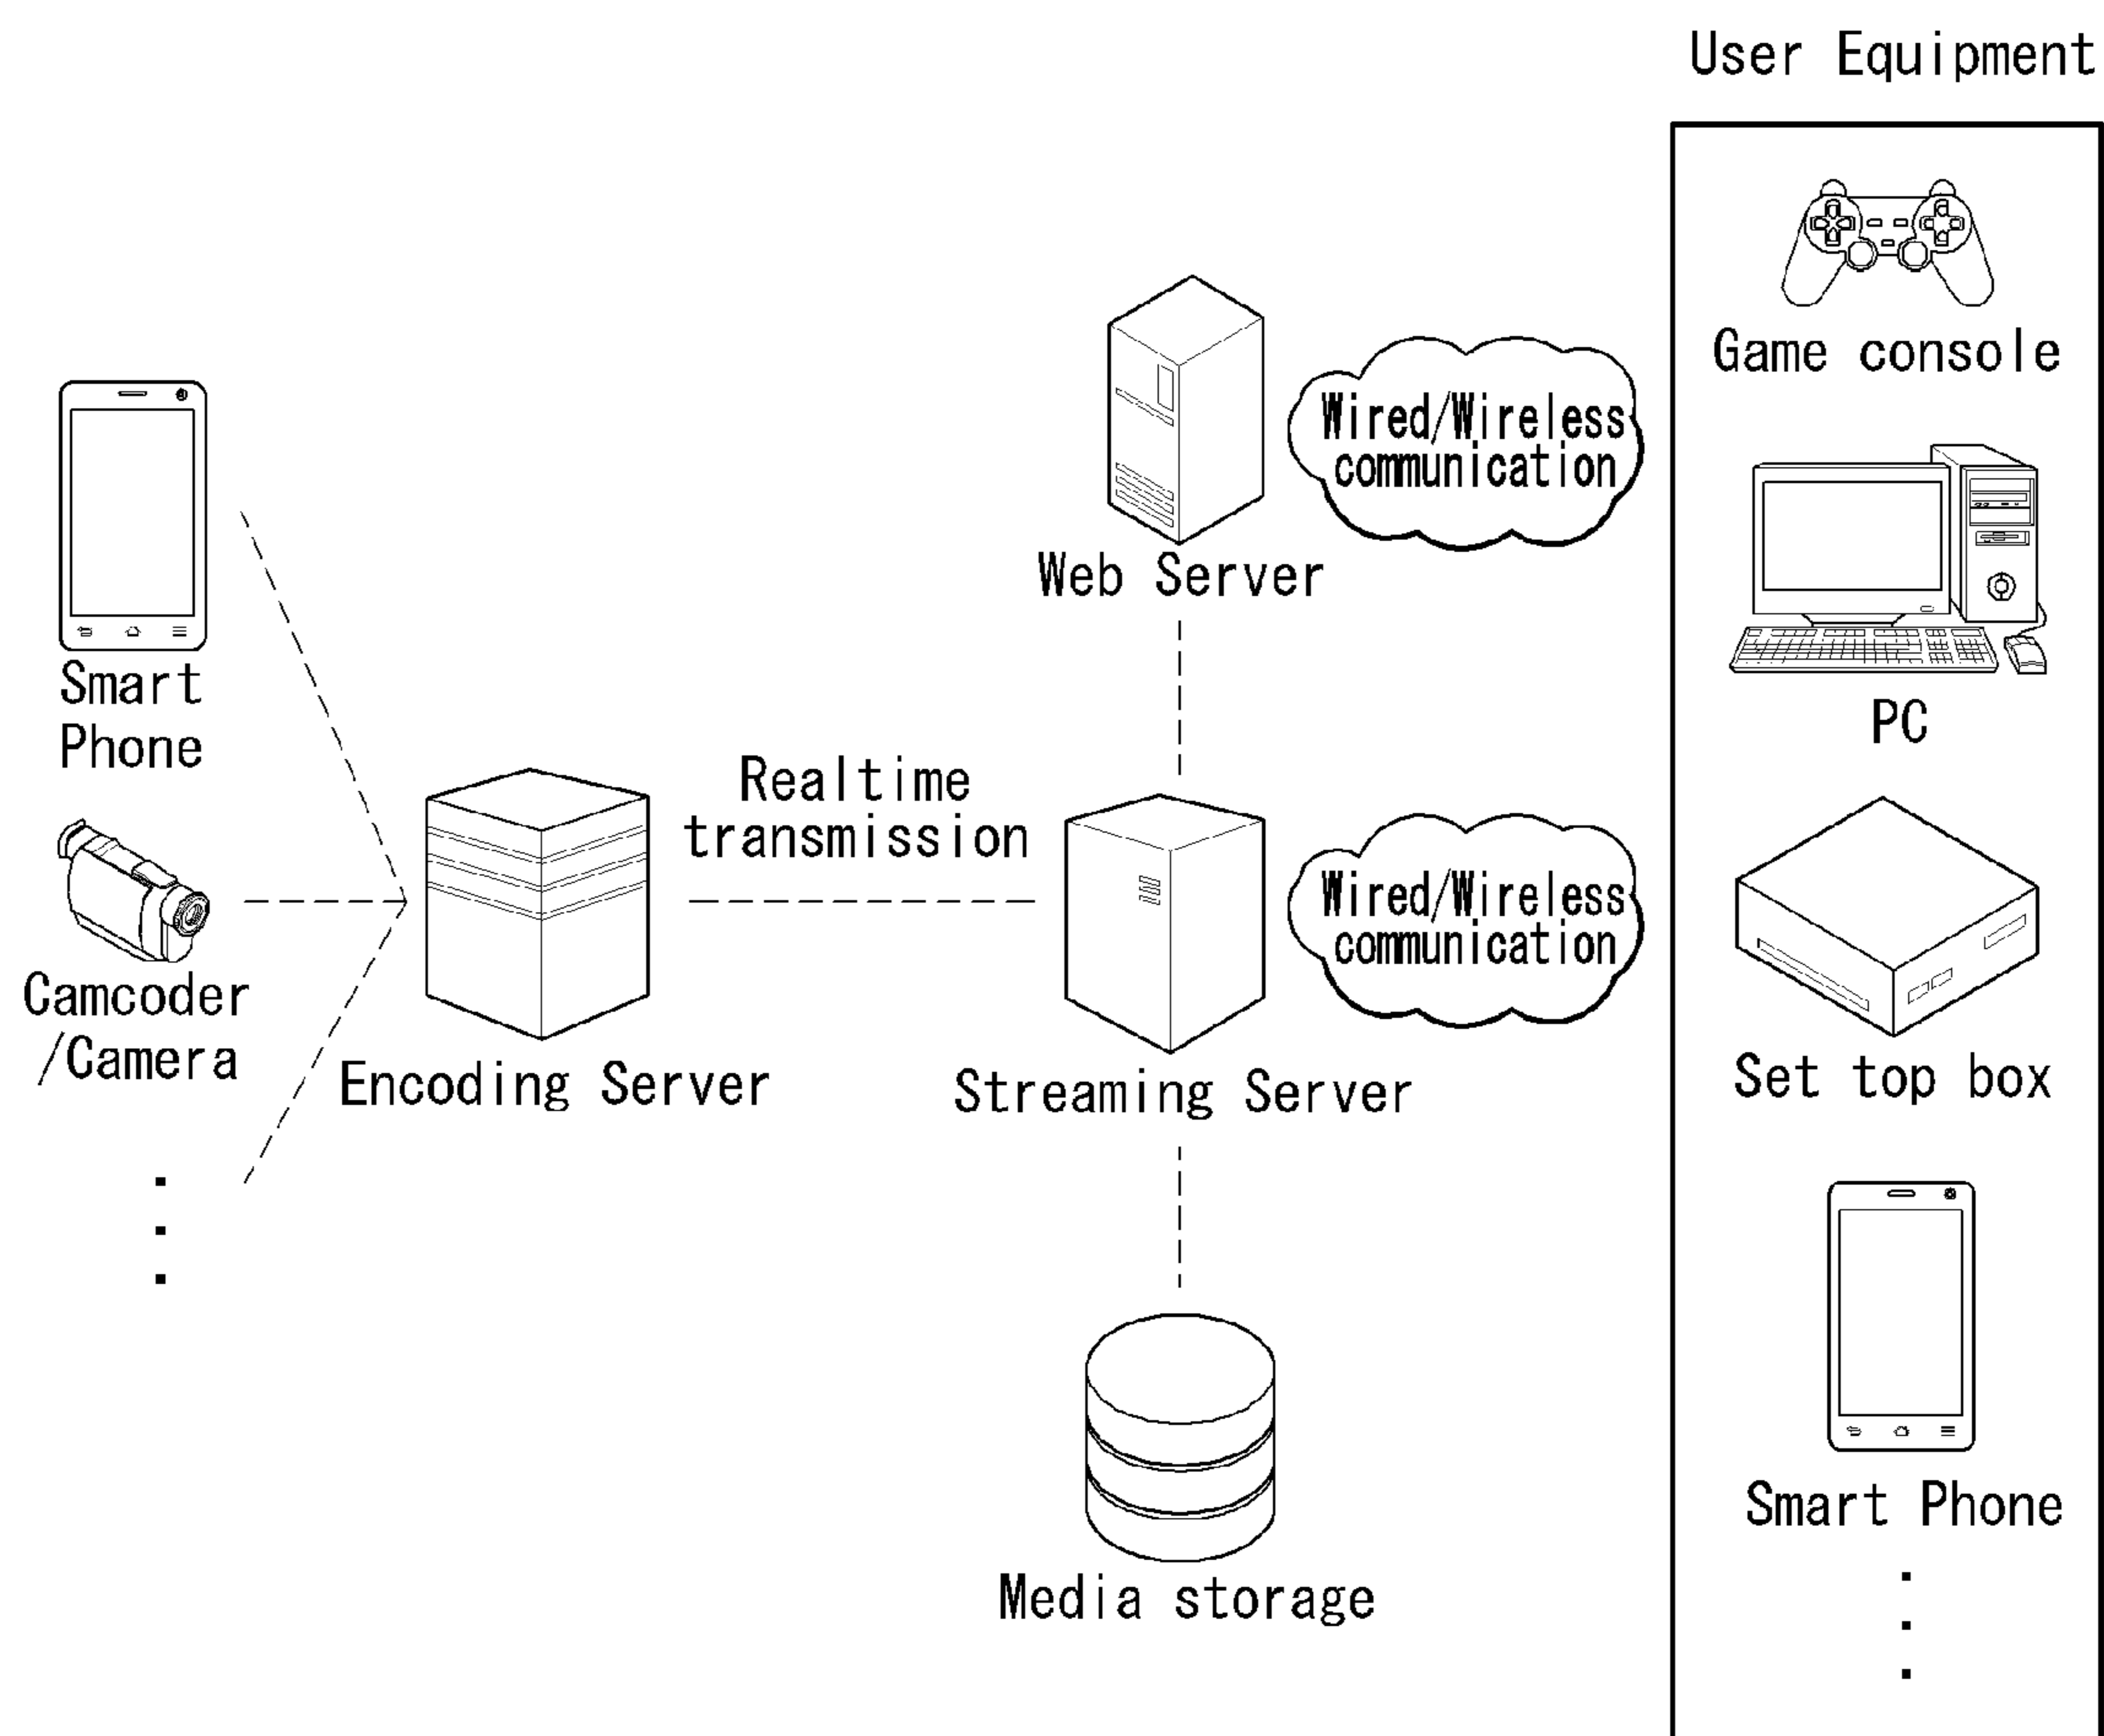 User Equipment
Game console
Wired/Wireless
communication
Web Server
Smart
Phone
PC
Realtime
transmission
Wired/Wireless
communication
Camcoder
/Camera
Encoding Server
Streaming Server
Set top box
Smart Phone
Media storage